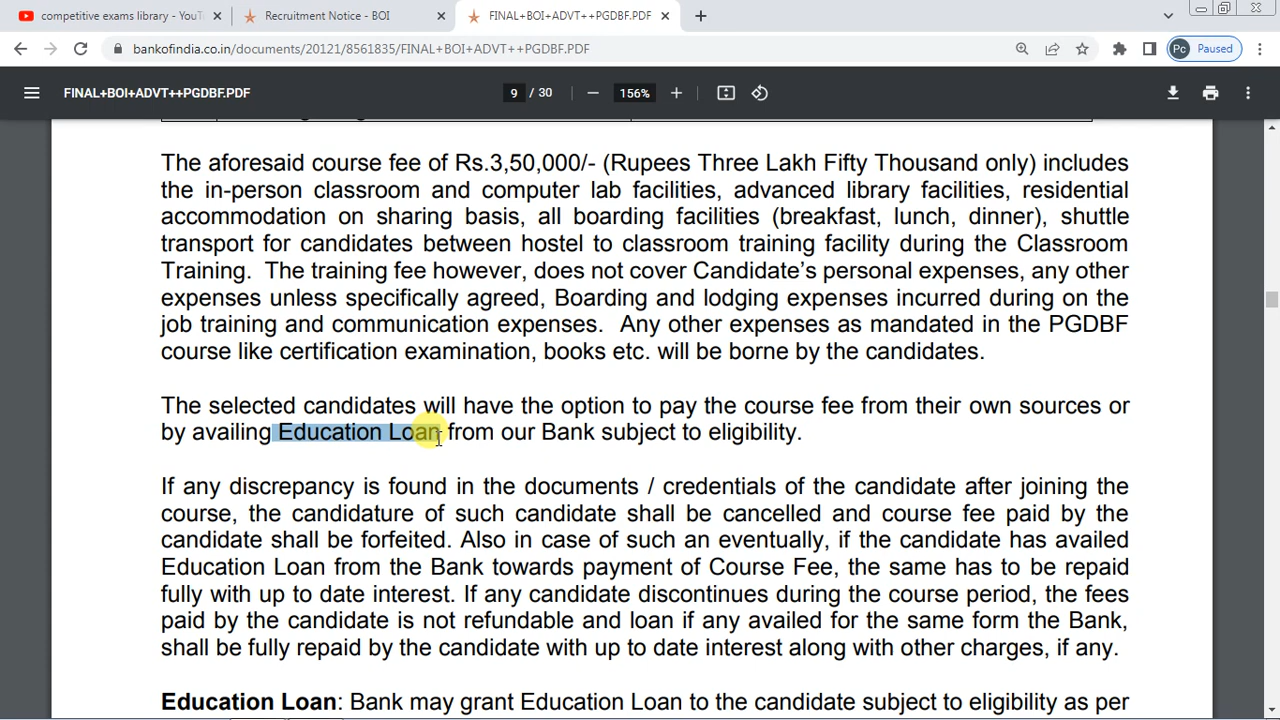 competitive exams library - YouT
Recruitment Notice - BOI
FINAL+BOI+ADVT++PGDBF.PDF
bankofindia.co.in/documents/20121/8561835/FINAL+BOI+ADVT++PGDBF.PDF
Pc Paused
FINAL+BOI+ADVT++PGDBF.PDF
9 / 30
156%
The aforesaid course fee of Rs.3,50,000/- (Rupees Three Lakh Fifty Thousand only) includes
the in-person classroom and computer lab facilities, advanced library facilities, residential
accommodation on sharing basis, all boarding facilities (breakfast, lunch, dinner), shuttle
transport for candidates between hostel to classroom training facility during the Classroom
Training. The training fee however, does not cover Candidate's personal expenses, any other
expenses unless specifically agreed, Boarding and lodging expenses incurred during on the
job training and communication expenses. Any other expenses as mandated in the PGDBF
course like certification examination, books etc. will be borne by the candidates.
The selected candidates will have the option to pay the course fee from their own sources or
by availing Education Loan from our Bank subject to eligibility.
If any discrepancy is found in the documents / credentials of the candidate after joining the
course, the candidature of such candidate shall be cancelled and course fee paid by the
candidate shall be forfeited. Also in case of such an eventually, if the candidate has availed
Education Loan from the Bank towards payment of Course Fee, the same has to be repaid
fully with up to date interest. If any candidate discontinues during the course period, the fees
paid by the candidate is not refundable and loan if any availed for the same form the Bank,
shall be fully repaid by the candidate with up to date interest along with other charges, if any.
Education Loan: Bank may grant Education Loan to the candidate subject to eligibility as per